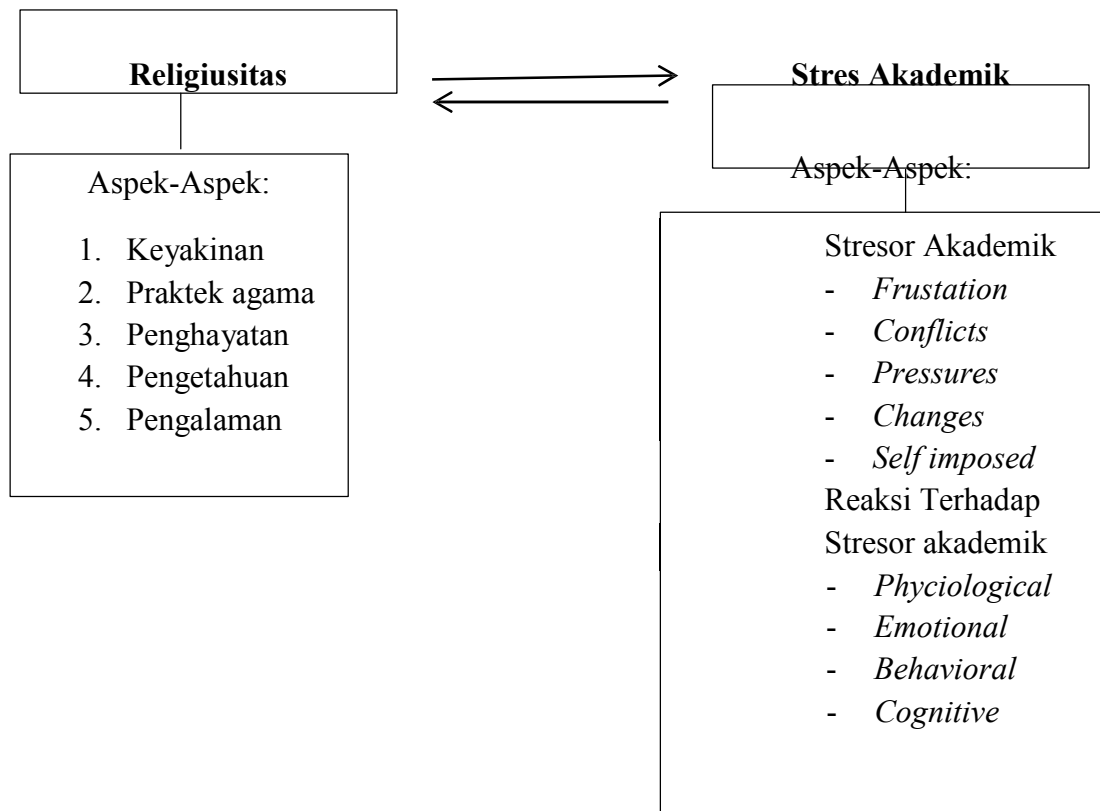 Religiusitas
Stres Akademik
Aspek-Aspek:
1. Keyakinan
2. Praktek agama
3. Penghayatan
4. Pengetahuan
5. Pengalaman
Aspek-Aspek:
Stresor Akademik
- Frustation
- Conflicts
- Pressures
- Changes
- Self imposed
Reaksi Terhadap
Stresor akademik
- Phyciological
- Emotional
- Behavioral
- Cognitive